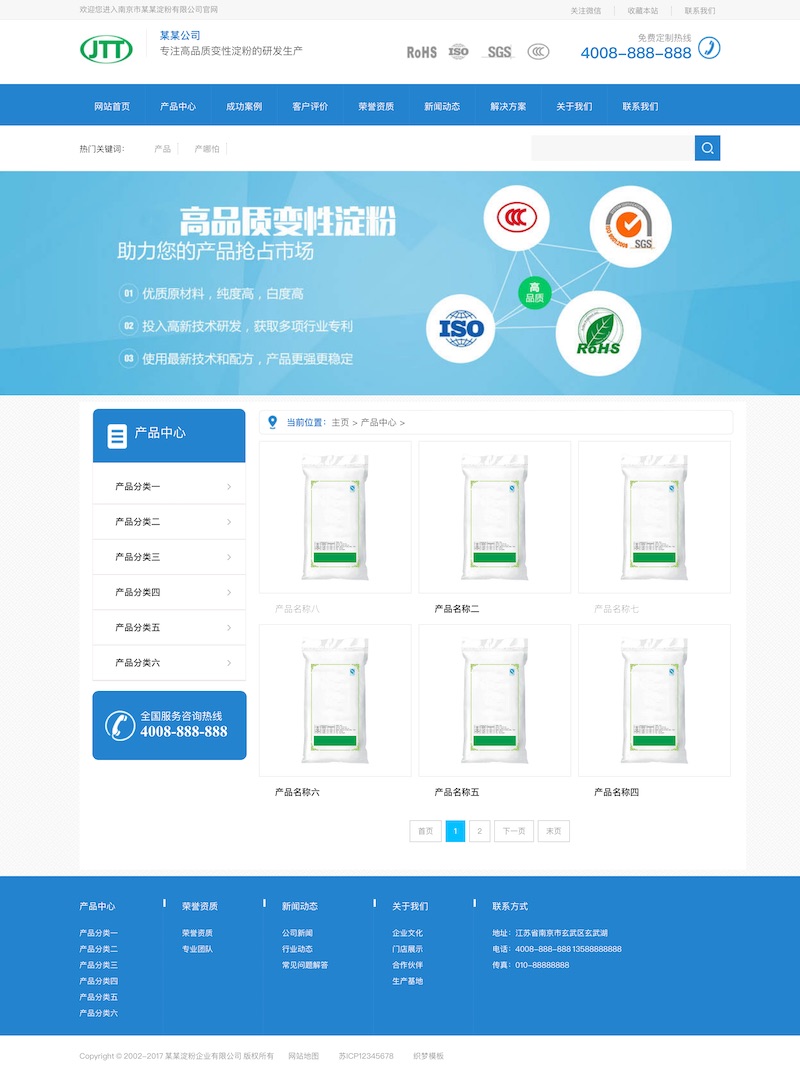 欢迎您进入南京市某某淀粉有限公司官网
关注微信 收藏本站 联系我们
JTT
某某公司
专注高品质变性淀粉的研发生产
RoHS ISO SGS CCC
免费定制热线
4008-888-888
网站首页 产品中心 成功案例 客户评价 荣誉资质 新闻动态 解决方案 关于我们 联系我们
热门关键词： 产品 产哪怕
高品质变性淀粉
助力您的产品抢占市场
01 优质原材料，纯度高，白度高
02 投入高新技术研发，获取多项行业专利
03 使用最新技术和配方，产品更强更稳定
CCC
ISO 9001:2008 SGS
高
品质
ISO
RoHS
产品中心
当前位置：主页 > 产品中心 >
产品分类一
产品分类二
产品分类三
产品分类四
产品分类五
产品分类六
全国服务咨询热线
4008-888-888
产品名称八 产品名称二 产品名称七
产品名称六 产品名称五 产品名称四
首页 1 2 下一页 末页
产品中心
产品分类一
产品分类二
产品分类三
产品分类四
产品分类五
产品分类六
荣誉资质
荣誉资质
专业团队
新闻动态
公司新闻
行业动态
常见问题解答
关于我们
企业文化
门店展示
合作伙伴
生产基地
联系方式
地址：江苏省南京市玄武区玄武湖
电话：4008-888-888 13588888888
传真：010-88888888
Copyright © 2002-2017 某某淀粉企业有限公司 版权所有 网站地图 苏ICP12345678 织梦模板